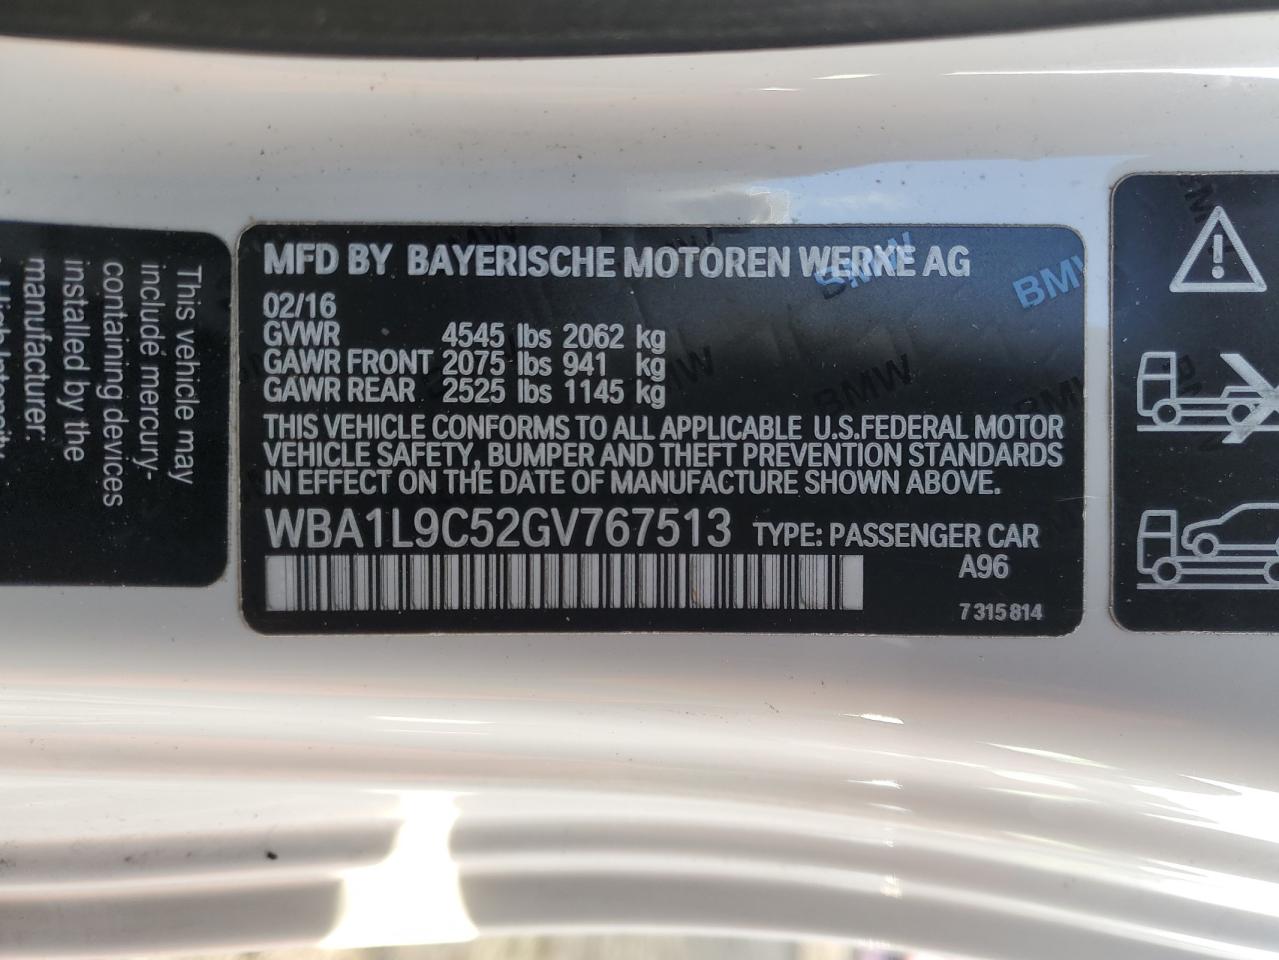 This vehicle may
include mercury-
containing devices
installed by the
manufacturer:
MFD BY BAYERISCHE MOTOREN WERKE AG
02/16
GVWR 4545 lbs 2062 kg
GAWR FRONT 2075 lbs 941 kg
GAWR REAR 2525 lbs 1145 kg
THIS VEHICLE CONFORMS TO ALL APPLICABLE U.S.FEDERAL MOTOR
VEHICLE SAFETY, BUMPER AND THEFT PREVENTION STANDARDS
IN EFFECT ON THE DATE OF MANUFACTURE SHOWN ABOVE.
WBA1L9C52GV767513 TYPE: PASSENGER CAR
A96
7 315 814
BMW
BMW
BMW